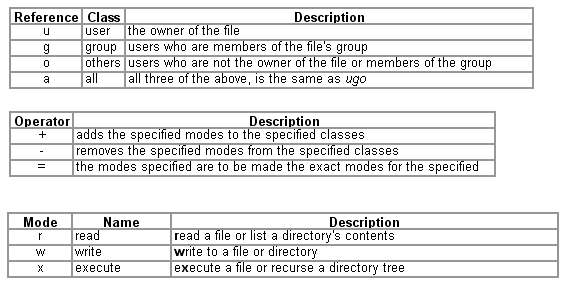 Reference Class Description
u user the owner of the file
g group users who are members of the file's group
o others users who are not the owner of the file or members of the group
a all all three of the above, is the same as ugo
Operator Description
+ adds the specified modes to the specified classes
- removes the specified modes from the specified classes
= the modes specified are to be made the exact modes for the specified
Mode Name Description
r read read a file or list a directory's contents
w write write to a file or directory
x execute execute a file or recurse a directory tree